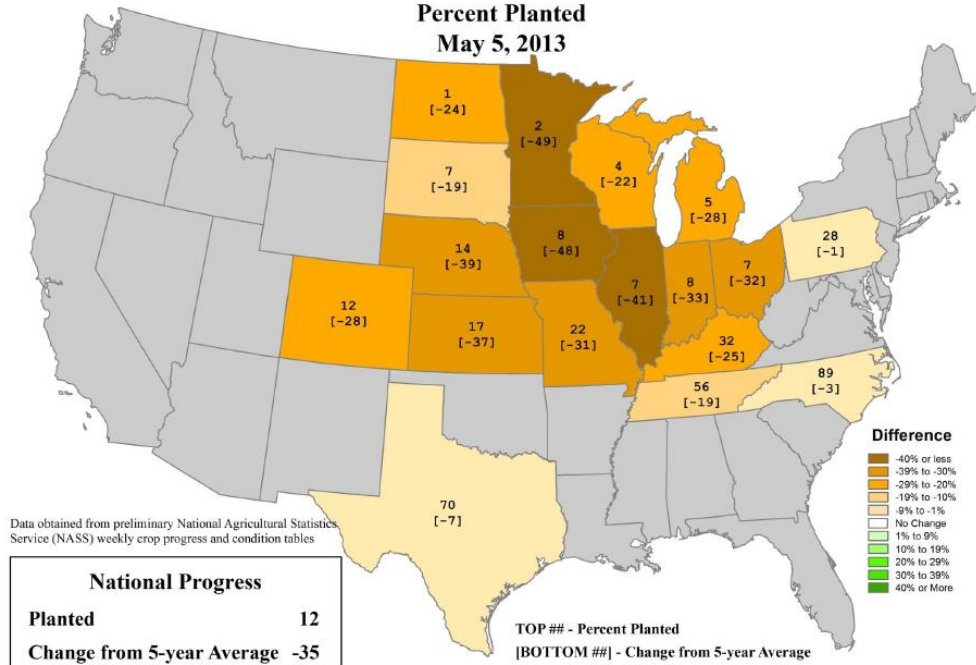 Percent Planted
May 5, 2013
1
[-24]
2
[-49]
7
[-19]
4
[-22]
5
[-28]
14
[-39]
8
[-48]
28
[-1]
7
[-41]
8
[-33]
7
[-32]
12
[-28]
17
[-37]
22
[-31]
32
[-25]
56
[-19]
89
[-3]
70
[-7]
Difference
-40% or less
-39% to -30%
-29% to -20%
-19% to -10%
-9% to -1%
No Change
1% to 9%
10% to 19%
20% to 29%
30% to 39%
40% or More
Data obtained from preliminary National Agricultural Statistics
Service (NASS) weekly crop progress and condition tables
National Progress
Planted 12
Change from 5-year Average -35
TOP ## - Percent Planted
[BOTTOM ##] - Change from 5-year Average